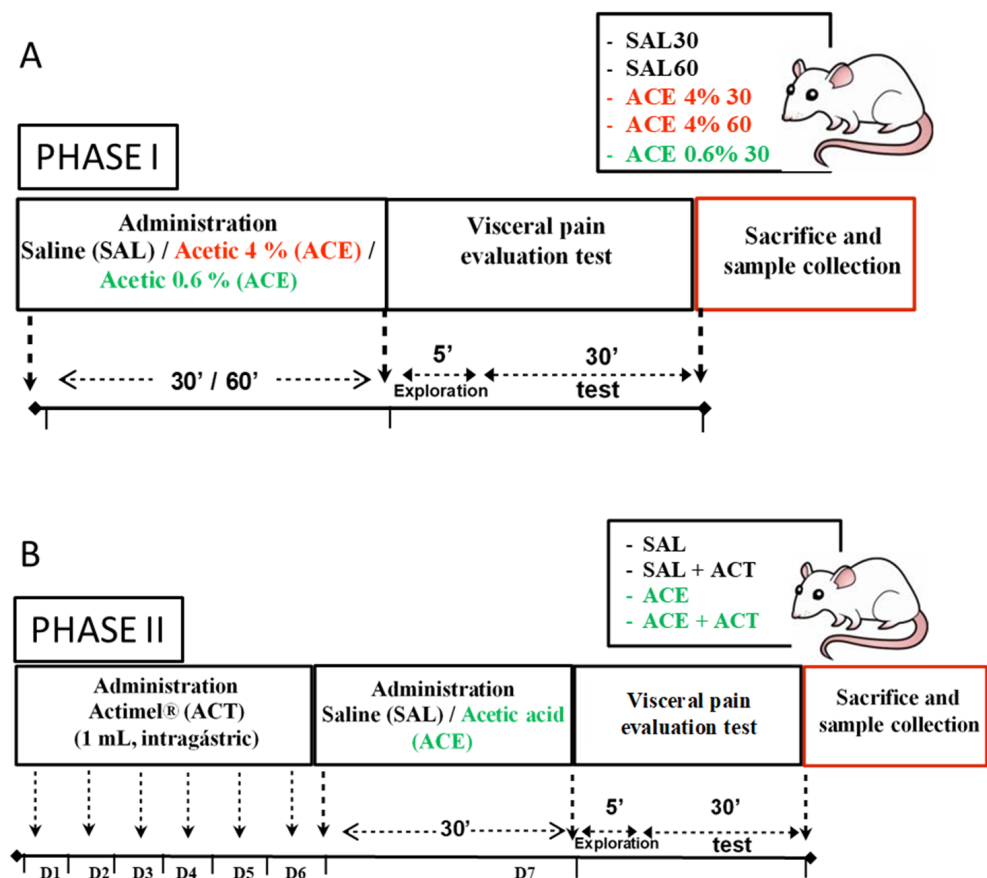 A
- SAL30
- SAL60
- ACE 4% 30
- ACE 4% 60
- ACE 0.6% 30
PHASE I
Administration
Saline (SAL) / Acetic 4 % (ACE) /
Acetic 0.6 % (ACE)
Visceral pain
evaluation test
Sacrifice and
sample collection
30’ / 60’
5’
Exploration
30’
test
B
- SAL
- SAL + ACT
- ACE
- ACE + ACT
PHASE II
Administration
Actimel® (ACT)
(1 mL, intragástric)
Administration
Saline (SAL) / Acetic acid
(ACE)
Visceral pain
evaluation test
Sacrifice and
sample collection
30’
5’
Exploration
30’
test
D1 D2 D3 D4 D5 D6 D7